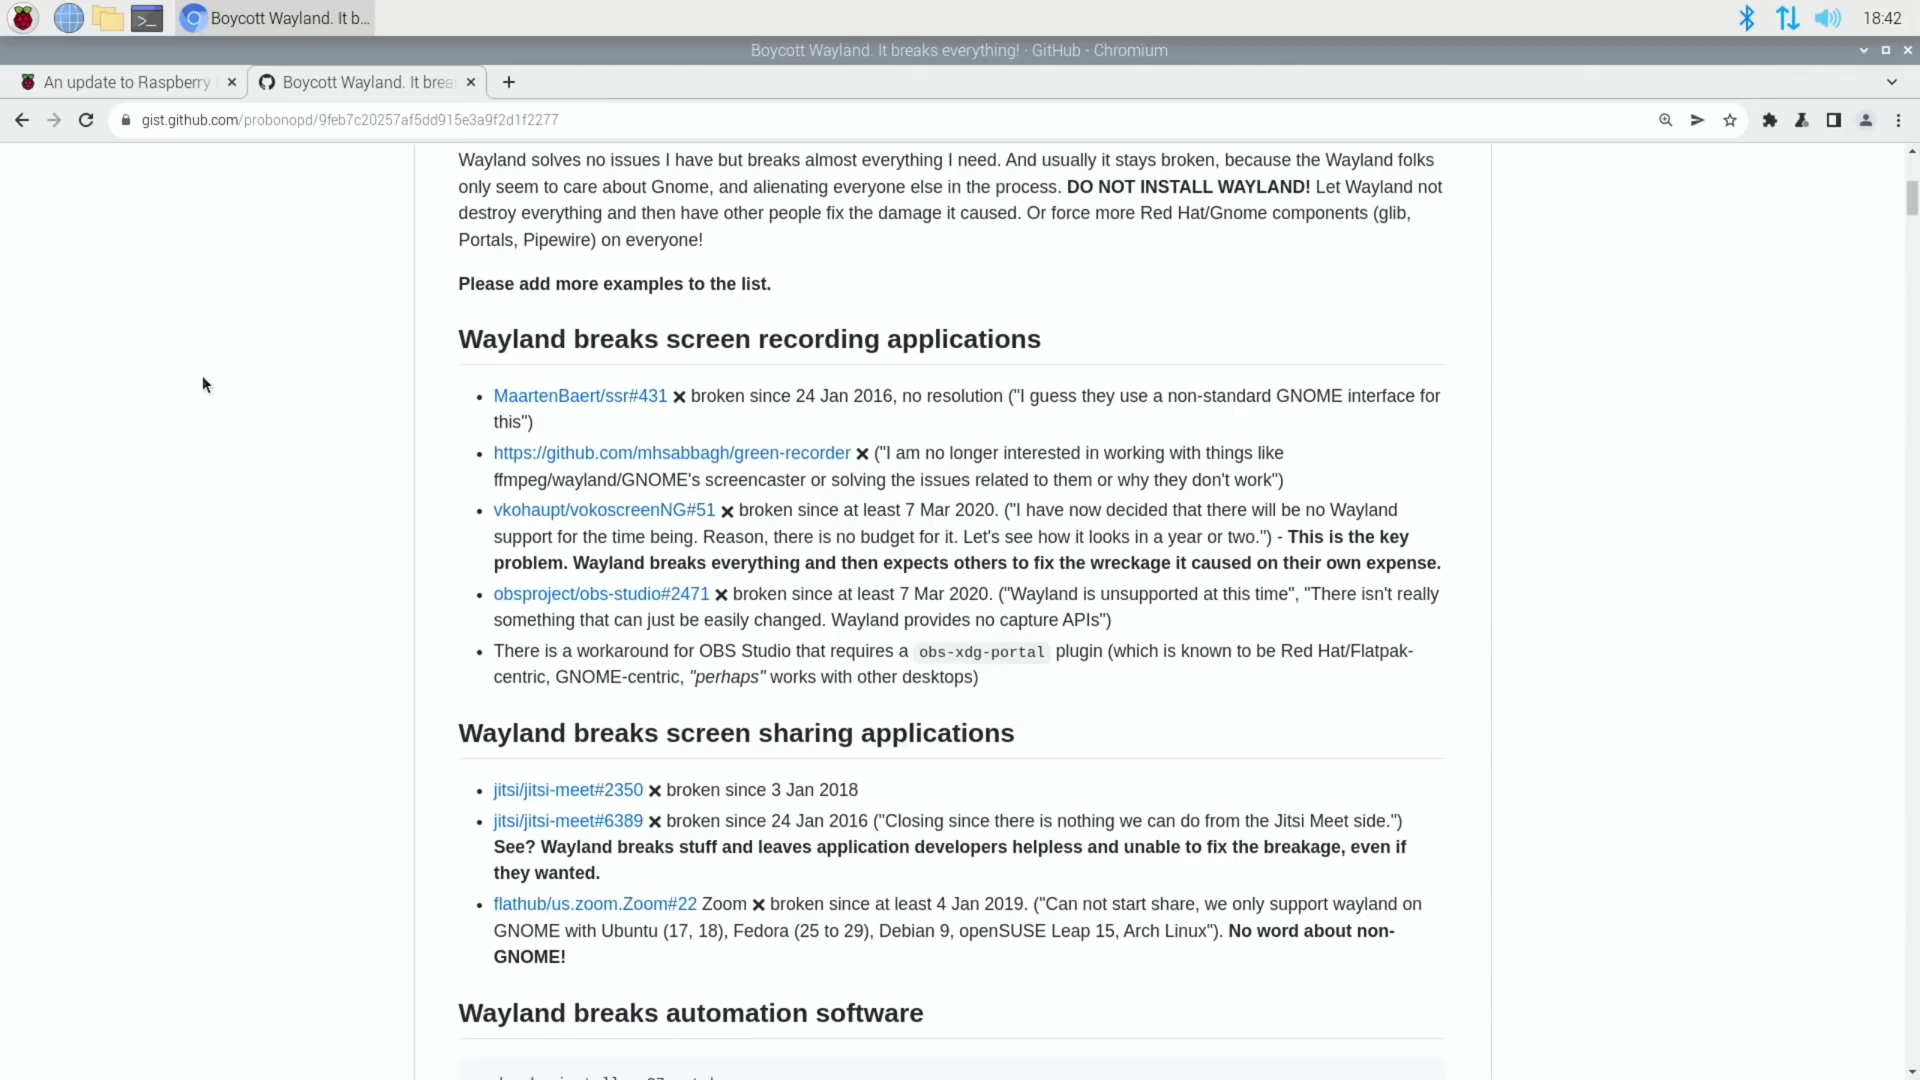 Boycott Wayland. It b...
18:42
Boycott Wayland. It breaks everything! · GitHub - Chromium
An update to Raspberry
Boycott Wayland. It brea
gist.github.com/probonopd/9feb7c20257af5dd915e3a9f2d1f2277
Wayland solves no issues I have but breaks almost everything I need. And usually it stays broken, because the Wayland folks
only seem to care about Gnome, and alienating everyone else in the process. DO NOT INSTALL WAYLAND! Let Wayland not
destroy everything and then have other people fix the damage it caused. Or force more Red Hat/Gnome components (glib,
Portals, Pipewire) on everyone!
Please add more examples to the list.
Wayland breaks screen recording applications
• MaartenBaert/ssr#431 ❌ broken since 24 Jan 2016, no resolution ("I guess they use a non-standard GNOME interface for
this")
• https://github.com/mhsabbagh/green-recorder ❌ ("I am no longer interested in working with things like
ffmpeg/wayland/GNOME's screencaster or solving the issues related to them or why they don't work")
• vkohaupt/vokoscreenNG#51 ❌ broken since at least 7 Mar 2020. ("I have now decided that there will be no Wayland
support for the time being. Reason, there is no budget for it. Let's see how it looks in a year or two.") - This is the key
problem. Wayland breaks everything and then expects others to fix the wreckage it caused on their own expense.
• obsproject/obs-studio#2471 ❌ broken since at least 7 Mar 2020. ("Wayland is unsupported at this time", "There isn't really
something that can just be easily changed. Wayland provides no capture APIs")
• There is a workaround for OBS Studio that requires a obs-xdg-portal plugin (which is known to be Red Hat/Flatpak-
centric, GNOME-centric, "perhaps" works with other desktops)
Wayland breaks screen sharing applications
• jitsi/jitsi-meet#2350 ❌ broken since 3 Jan 2018
• jitsi/jitsi-meet#6389 ❌ broken since 24 Jan 2016 ("Closing since there is nothing we can do from the Jitsi Meet side.")
See? Wayland breaks stuff and leaves application developers helpless and unable to fix the breakage, even if
they wanted.
• flathub/us.zoom.Zoom#22 Zoom ❌ broken since at least 4 Jan 2019. ("Can not start share, we only support wayland on
GNOME with Ubuntu (17, 18), Fedora (25 to 29), Debian 9, openSUSE Leap 15, Arch Linux"). No word about non-
GNOME!
Wayland breaks automation software